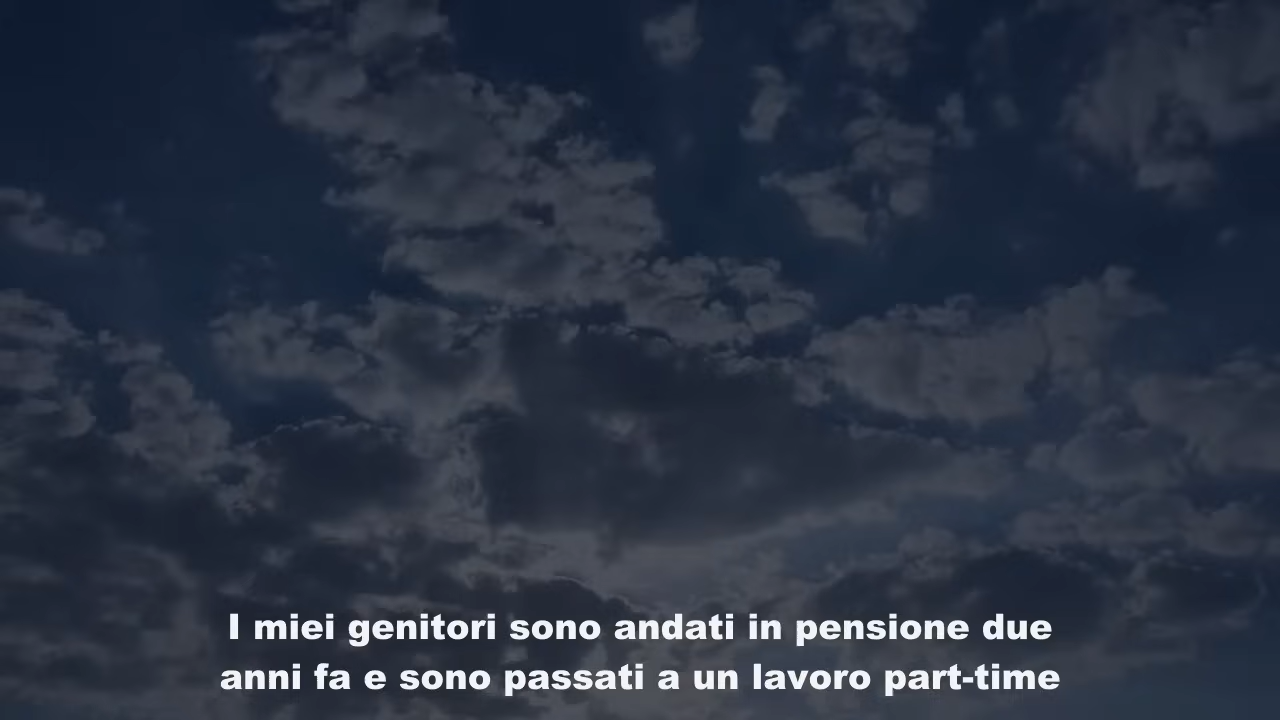 I miei genitori sono andati in pensione due
anni fa e sono passati a un lavoro part-time